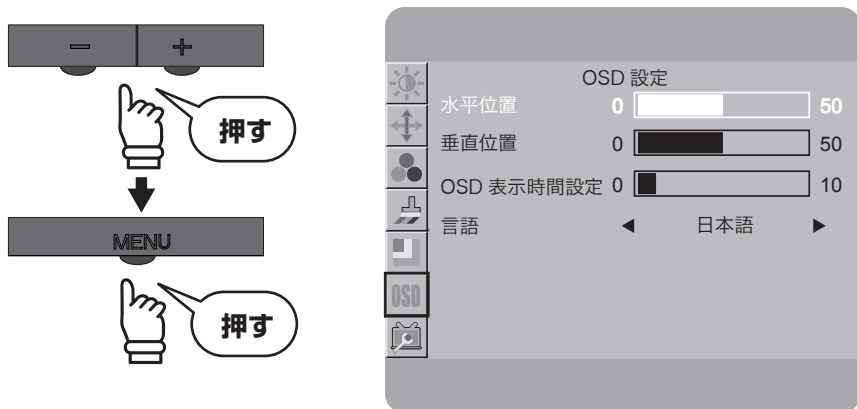 − +
押す
MENU
押す
OSD 設定
水平位置 0 50
垂直位置 0 50
OSD 表示時間設定 0 10
言語 ◀ 日本語 ▶
OSD